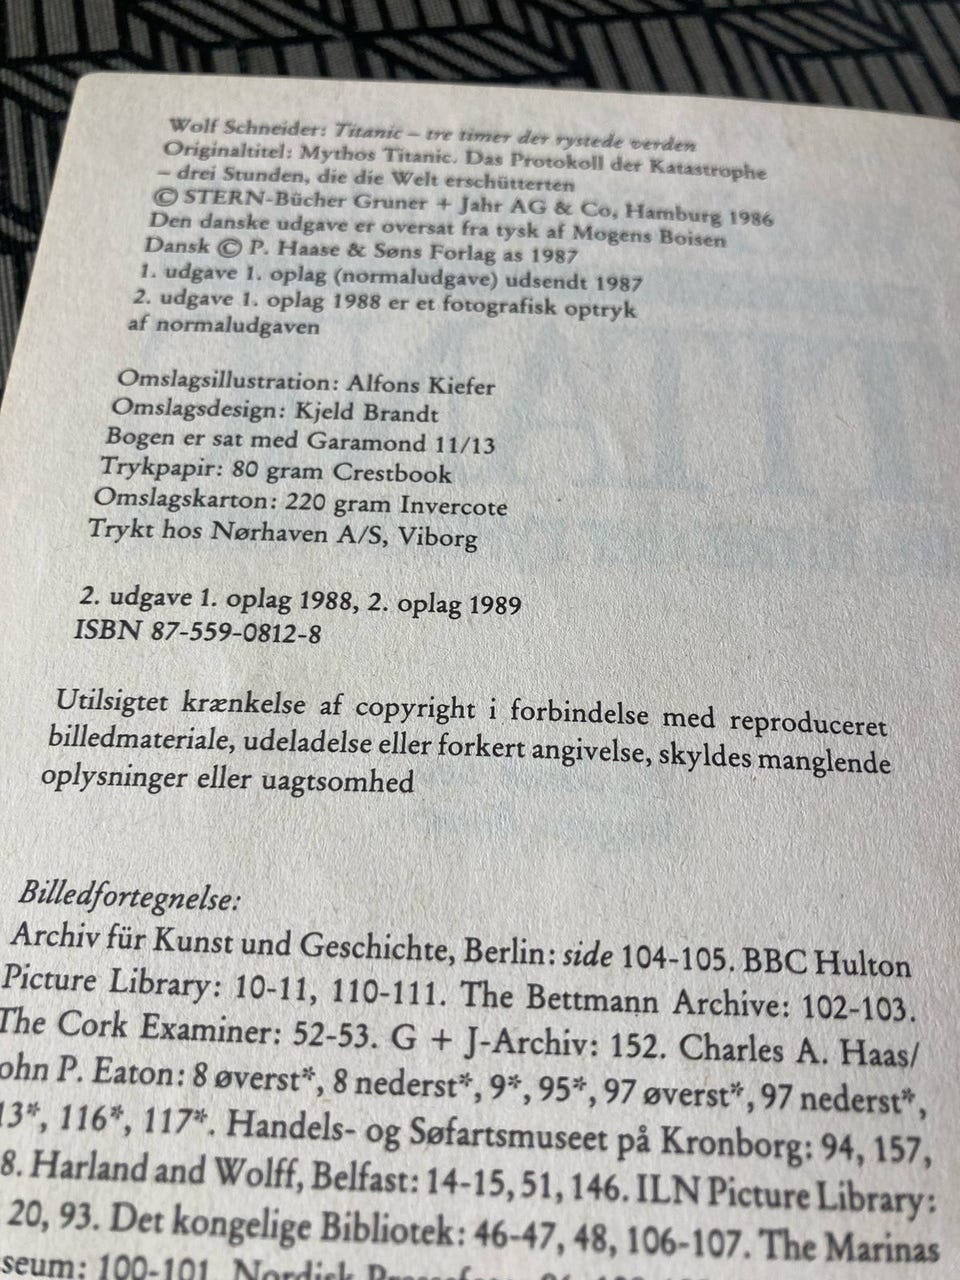 Wolf Schneider: Titanic – tre timer der rystede verden
Originaltitel: Mythos Titanic. Das Protokoll der Katastrophe
– drei Stunden, die die Welt erschütterten
© STERN-Bücher Gruner + Jahr AG & Co, Hamburg 1986
Den danske udgave er oversat fra tysk af Mogens Boisen
Dansk © P. Haase & Søns Forlag as 1987
1. udgave 1. oplag (normaludgave) udsendt 1987
2. udgave 1. oplag 1988 er et fotografisk optryk
af normaludgaven
Omslagsillustration: Alfons Kiefer
Omslagsdesign: Kjeld Brandt
Bogen er sat med Garamond 11/13
Trykpapir: 80 gram Crestbook
Omslagskarton: 220 gram Invercote
Trykt hos Nørhaven A/S, Viborg
2. udgave 1. oplag 1988, 2. oplag 1989
ISBN 87-559-0812-8
Utilsigtet krænkelse af copyright i forbindelse med reproduceret
billedmateriale, udeladelse eller forkert angivelse, skyldes manglende
oplysninger eller uagtsomhed
Billedfortegnelse:
Archiv für Kunst und Geschichte, Berlin: side 104-105. BBC Hulton
Picture Library: 10-11, 110-111. The Bettmann Archive: 102-103.
The Cork Examiner: 52-53. G + J-Archiv: 152. Charles A. Haas/
ohn P. Eaton: 8 øverst*, 8 nederst*, 9*, 95*, 97 øverst*, 97 nederst*,
13*, 116*, 117*. Handels- og Søfartsmuseet på Kronborg: 94, 157,
8. Harland and Wolff, Belfast: 14-15, 51, 146. ILN Picture Library:
20, 93. Det kongelige Bibliotek: 46-47, 48, 106-107. The Marinas
seum: 100-101. Nordisk